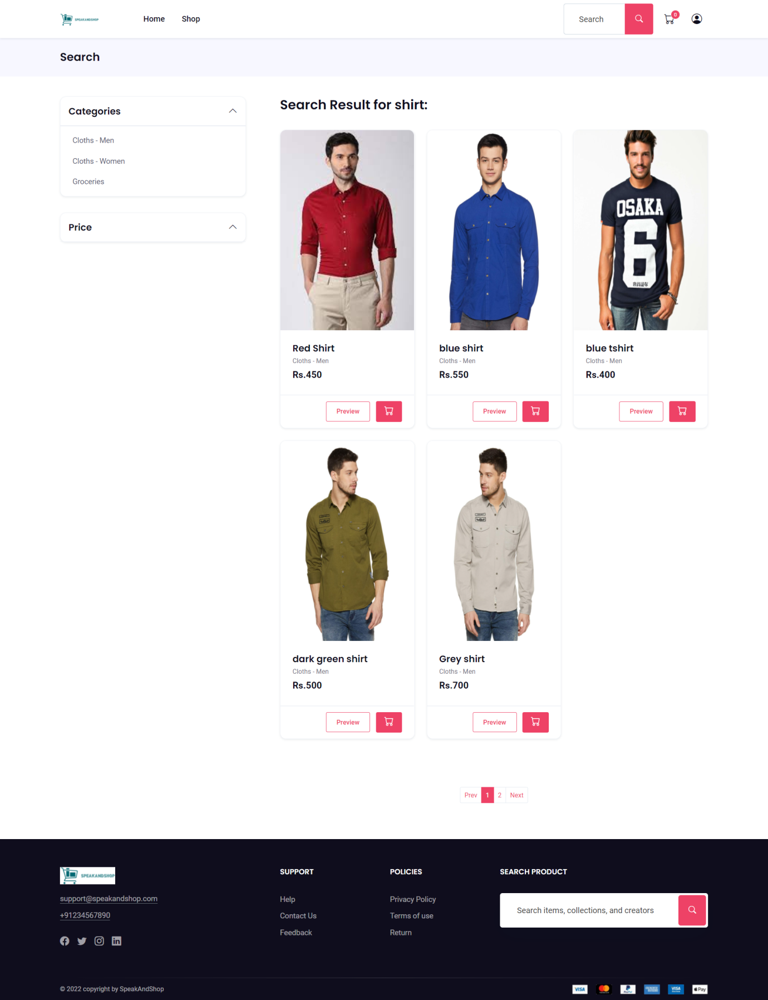 SPEAKANDSHOP
Home
Shop
Search
0
Search
Categories
Cloths - Men
Cloths - Women
Groceries
Price
Search Result for shirt:
OSAKA
6
Red Shirt
Cloths - Men
Rs.450
Preview
blue shirt
Cloths - Men
Rs.550
Preview
blue tshirt
Cloths - Men
Rs.400
Preview
dark green shirt
Cloths - Men
Rs.500
Preview
Grey shirt
Cloths - Men
Rs.700
Preview
Prev 1 2 Next
SPEAKANDSHOP
support@speakandshop.com
+91234567890
SUPPORT
Help
Contact Us
Feedback
POLICIES
Privacy Policy
Terms of use
Return
SEARCH PRODUCT
Search items, collections, and creators
© 2022 copyright by SpeakAndShop
VISA
PayPal
VISA
Pay